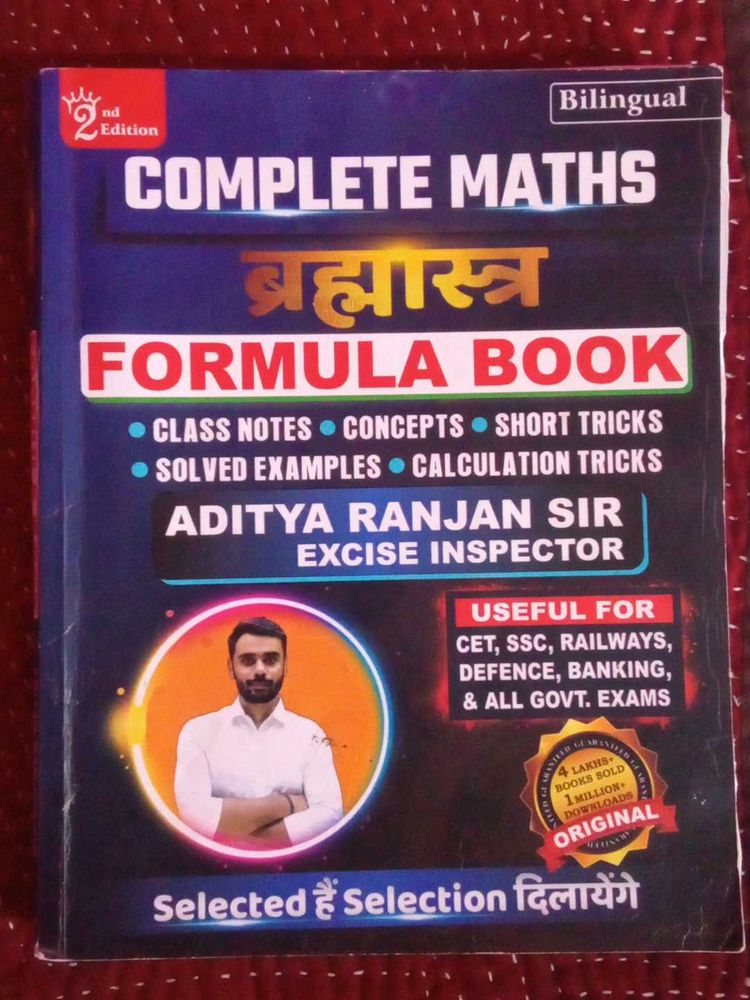 2nd
Edition
Bilingual
COMPLETE MATHS
ब्रह्मास्त्र
FORMULA BOOK
• CLASS NOTES • CONCEPTS • SHORT TRICKS
• SOLVED EXAMPLES • CALCULATION TRICKS
ADITYA RANJAN SIR
EXCISE INSPECTOR
USEFUL FOR
CET, SSC, RAILWAYS,
DEFENCE, BANKING,
& ALL GOVT. EXAMS
GUARANTEED
4 LAKHS+
BOOKS SOLD
1 MILLION+
DOWNLOADS
ORIGINAL
Selected हैं Selection दिलायेंगे